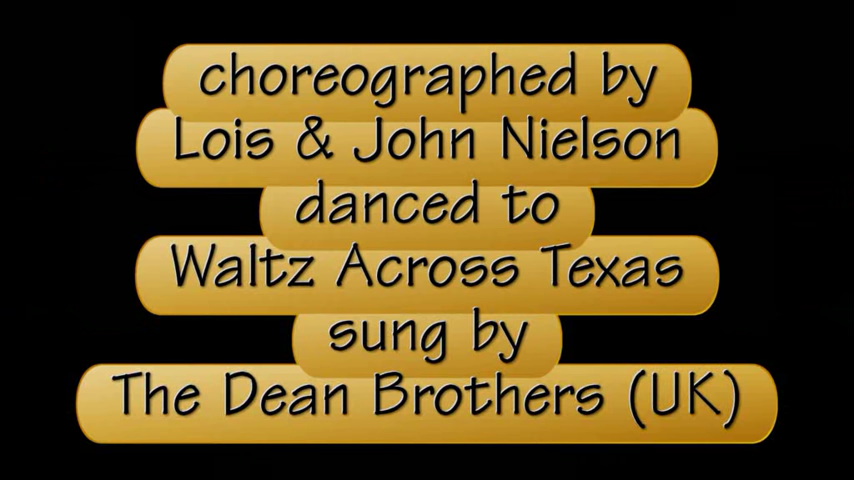 choreographed by
Lois & John Nielson
danced to
Waltz Across Texas
sung by
The Dean Brothers (UK)